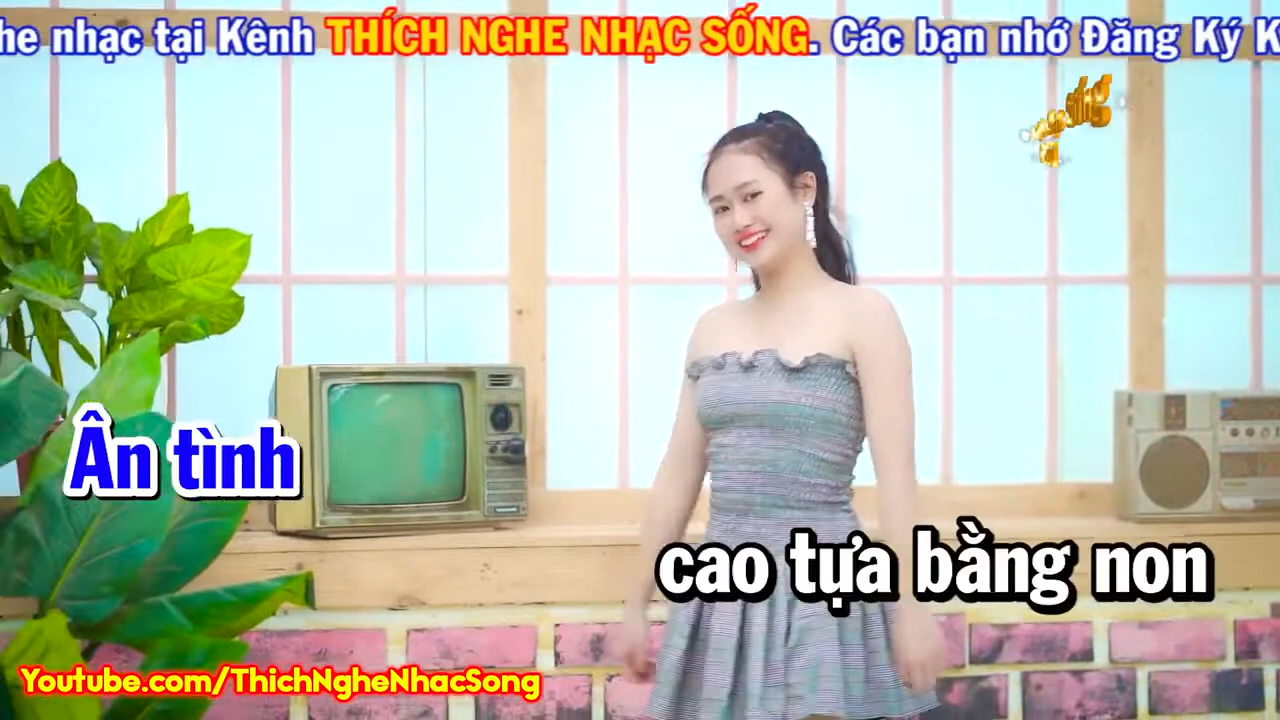 he nhạc tại Kênh THÍCH NGHE NHẠC SỐNG. Các bạn nhớ Đăng Ký K
sống
Ân tình
cao tựa bằng non
Youtube.com/ThichNgheNhacSong